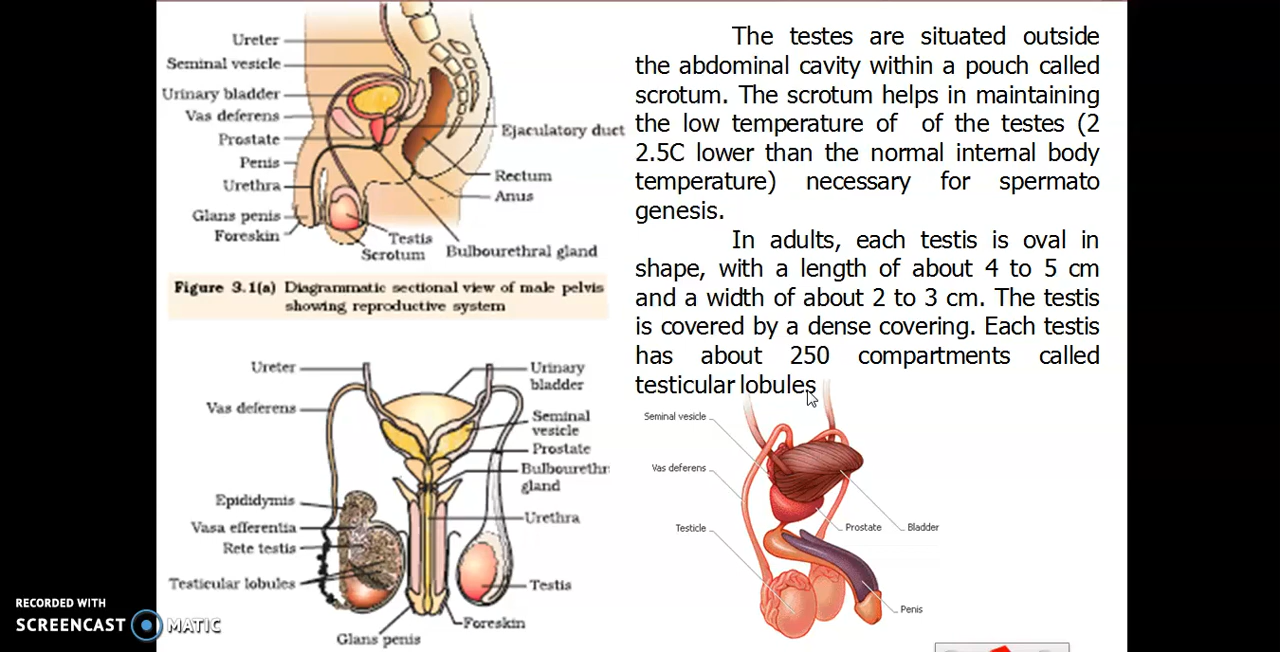 Ureter
Seminal vesicle
Urinary bladder
Vas deferens
Prostate
Penis
Urethra
Glans penis
Foreskin
Ejaculatory duct
Rectum
Anus
Testis
Scrotum
Bulbourethral gland
Figure 3.1(a) Diagrammatic sectional view of male pelvis
showing reproductive system
Ureter
Vas deferens
Epididymis
Vasa efferentia
Rete testis
Testicular lobules
Glans penis
Urinary
bladder
Seminal
vesicle
Prostate
Bulbourethr
gland
Urethra
Testis
Foreskin
The testes are situated outside
the abdominal cavity within a pouch called
scrotum. The scrotum helps in maintaining
the low temperature of of the testes (2
2.5C lower than the normal internal body
temperature) necessary for spermato
genesis.
In adults, each testis is oval in
shape, with a length of about 4 to 5 cm
and a width of about 2 to 3 cm. The testis
is covered by a dense covering. Each testis
has about 250 compartments called
testicular lobules
Seminal vesicle
Vas deferens
Testicle
Prostate
Bladder
Penis
RECORDED WITH
SCREENCAST MATIC